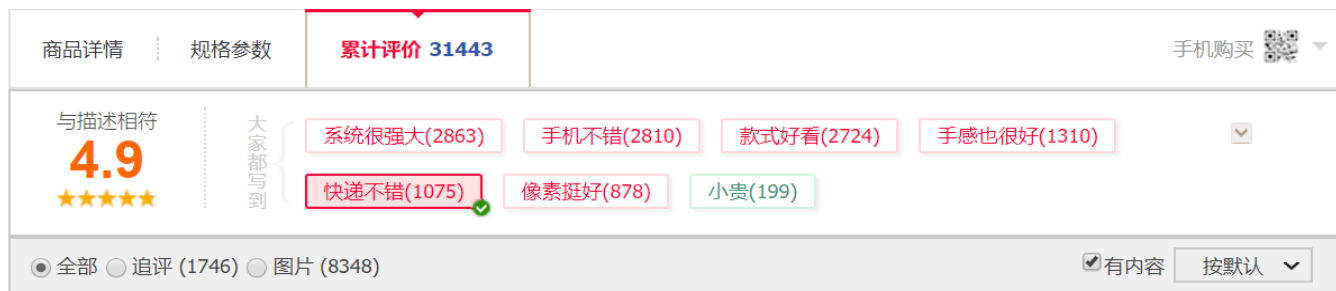 商品详情 规格参数 累计评价 31443 手机购买
与描述相符
4.9
大家都写到
系统很强大(2863) 手机不错(2810) 款式好看(2724) 手感也很好(1310)
快递不错(1075) 像素挺好(878) 小贵(199)
全部 追评 (1746) 图片 (8348) 有内容 按默认